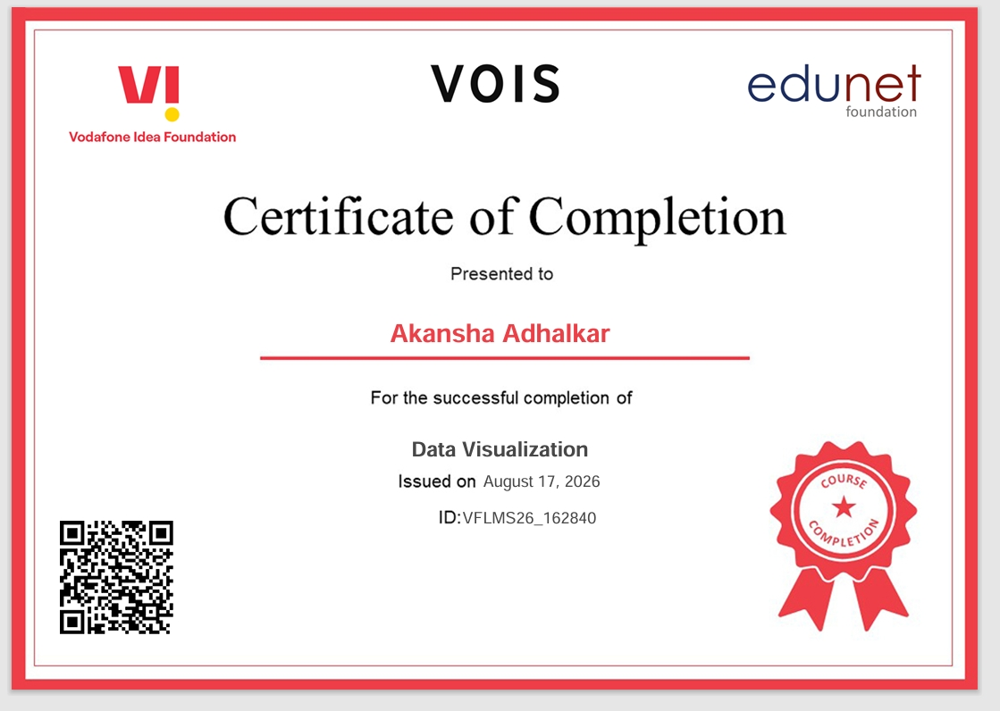 VI
Vodafone Idea Foundation
VOIS
edunet
foundation
Certificate of Completion
Presented to
Akansha Adhalkar
For the successful completion of
Data Visualization
Issued on August 17, 2026
ID:VFLMS26_162840
COURSE
COMPLETION